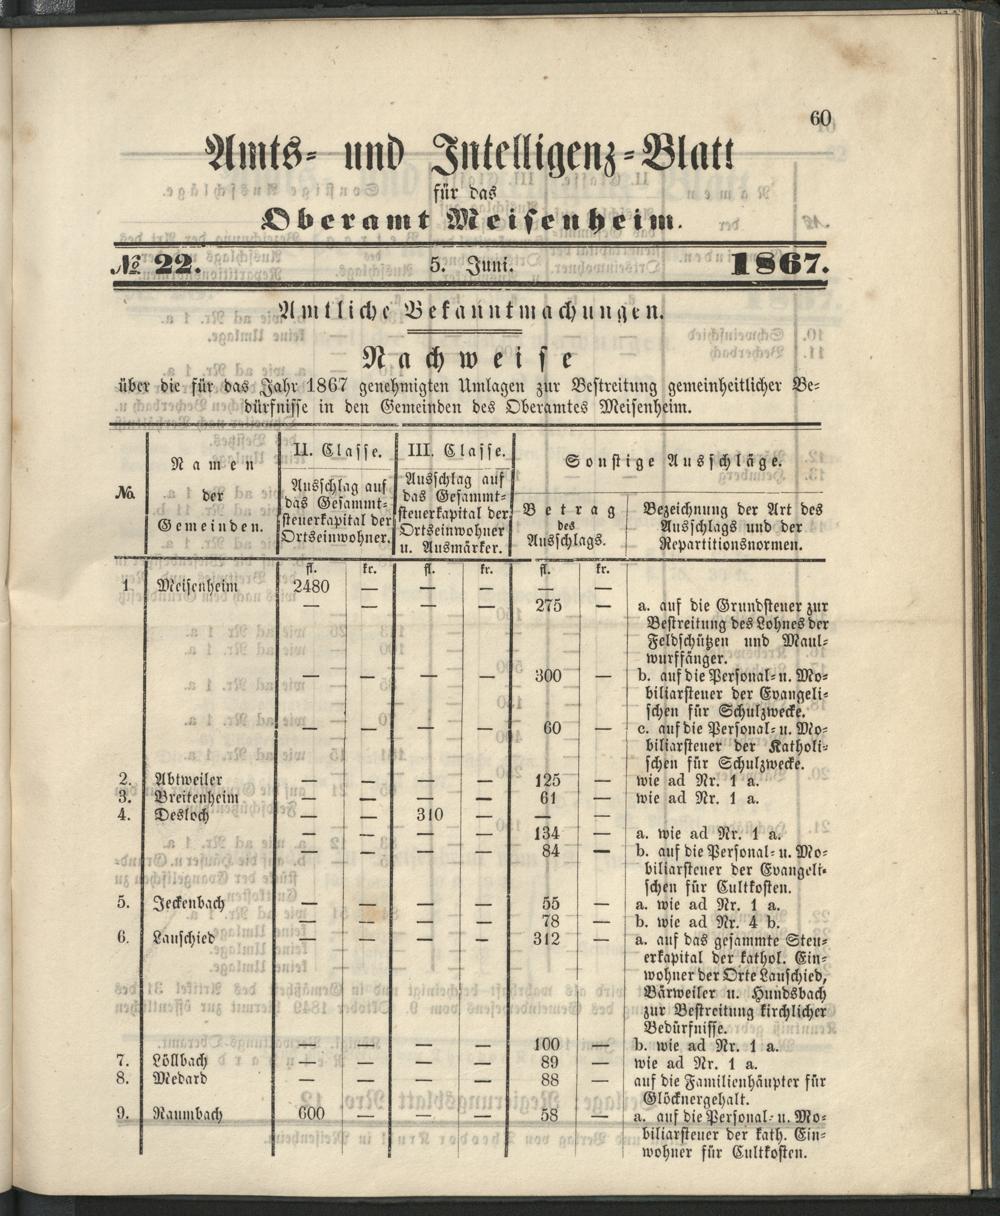 60
Amts- und Intelligenz-Blatt
für das
Oberamt Meisenheim.
№ 22. 5. Juni. 1867.
Amtliche Bekanntmachungen.
Nachweise
über die für das Jahr 1867 genehmigten Umlagen zur Bestreitung gemeinheitlicher Be-
dürfnisse in den Gemeinden des Oberamtes Meisenheim.
No.
Namen
der
Gemeinden.
II. Classe.
Ausschlag auf
das Gesammt-
steuerkapital der
Ortseinwohner.
III. Classe.
Ausschlag auf
das Gesammt-
steuerkapital der
Ortseinwohner
u. Ausmärker.
Sonstige Ausschläge.
Betrag
des
Ausschlags.
Bezeichnung der Art des
Ausschlags und der
Repartitionsnormen.
fl. kr. fl. kr. fl. kr.
1 Meisenheim 2480 — — — — —
— — — — 275 — a. auf die Grundsteuer zur
Bestreitung des Lohnes der
Feldschützen und Maul-
wurffänger.
— — — — 300 — b. auf die Personal- u. Mo-
biliarsteuer der Evangeli-
schen für Schulzwecke.
— — — — 60 — c. auf die Personal- u. Mo-
biliarsteuer der Katholi-
schen für Schulzwecke.
2. Abtweiler — — — — 125 — wie ad Nr. 1 a.
3. Breitenheim — — — — 61 — wie ad Nr. 1 a.
4. Desloch — — 310 — — —
— — — — 134 — a. wie ad Nr. 1 a.
— — — — 84 — b. auf die Personal- u. Mo-
biliarsteuer der Evangeli-
schen für Cultkosten.
5. Jeckenbach — — — — 55 — a. wie ad Nr. 1 a.
— — — — 78 — b. wie ad Nr. 4 b.
6. Lauschied — — — — 312 — a. auf das gesammte Steu-
erkapital der kathol. Ein-
wohner der Orte Lauschied,
Bärweiler u. Hundsbach
zur Bestreitung kirchlicher
Bedürfnisse.
— — — — 100 — b. wie ad Nr. 1 a.
7. Löllbach — — — — 89 — wie ad Nr. 1 a.
8. Medard — — — — 88 — auf die Familienhäupter für
Glöcknergehalt.
9. Raumbach 600 — — — 58 — a. auf die Personal- u. Mo-
biliarsteuer der kath. Ein-
wohner für Cultkosten.